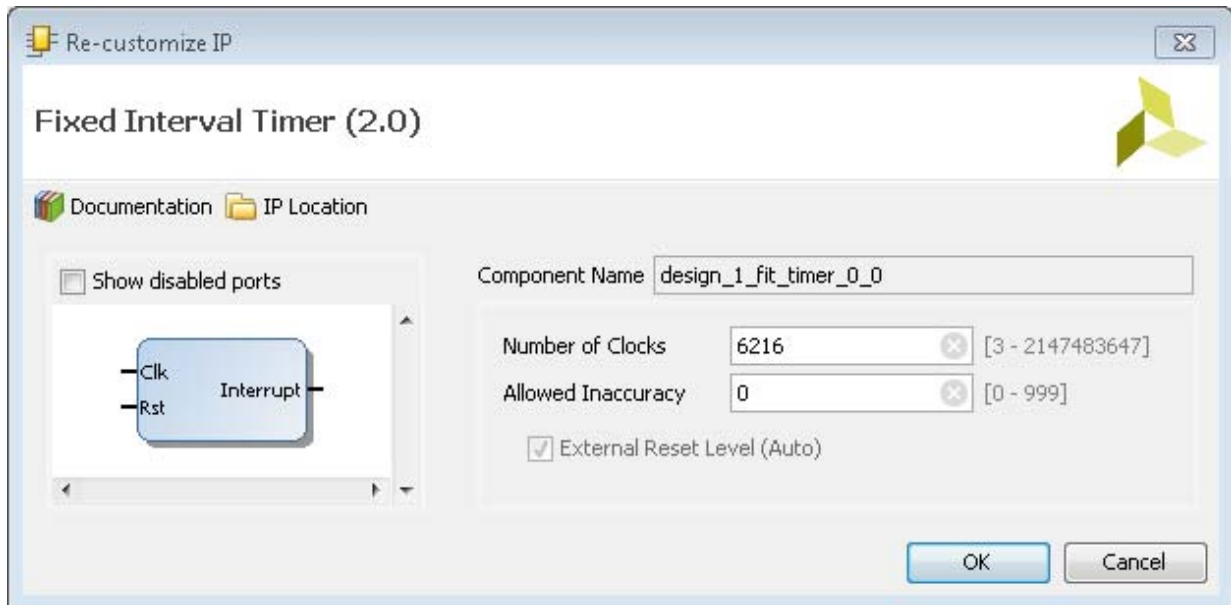 Re-customize IP
Fixed Interval Timer (2.0)
Documentation IP Location
Show disabled ports
Clk
Rst
Interrupt
Component Name design_1_fit_timer_0_0
Number of Clocks 6216 [3 - 2147483647]
Allowed Inaccuracy 0 [0 - 999]
External Reset Level (Auto)
OK Cancel